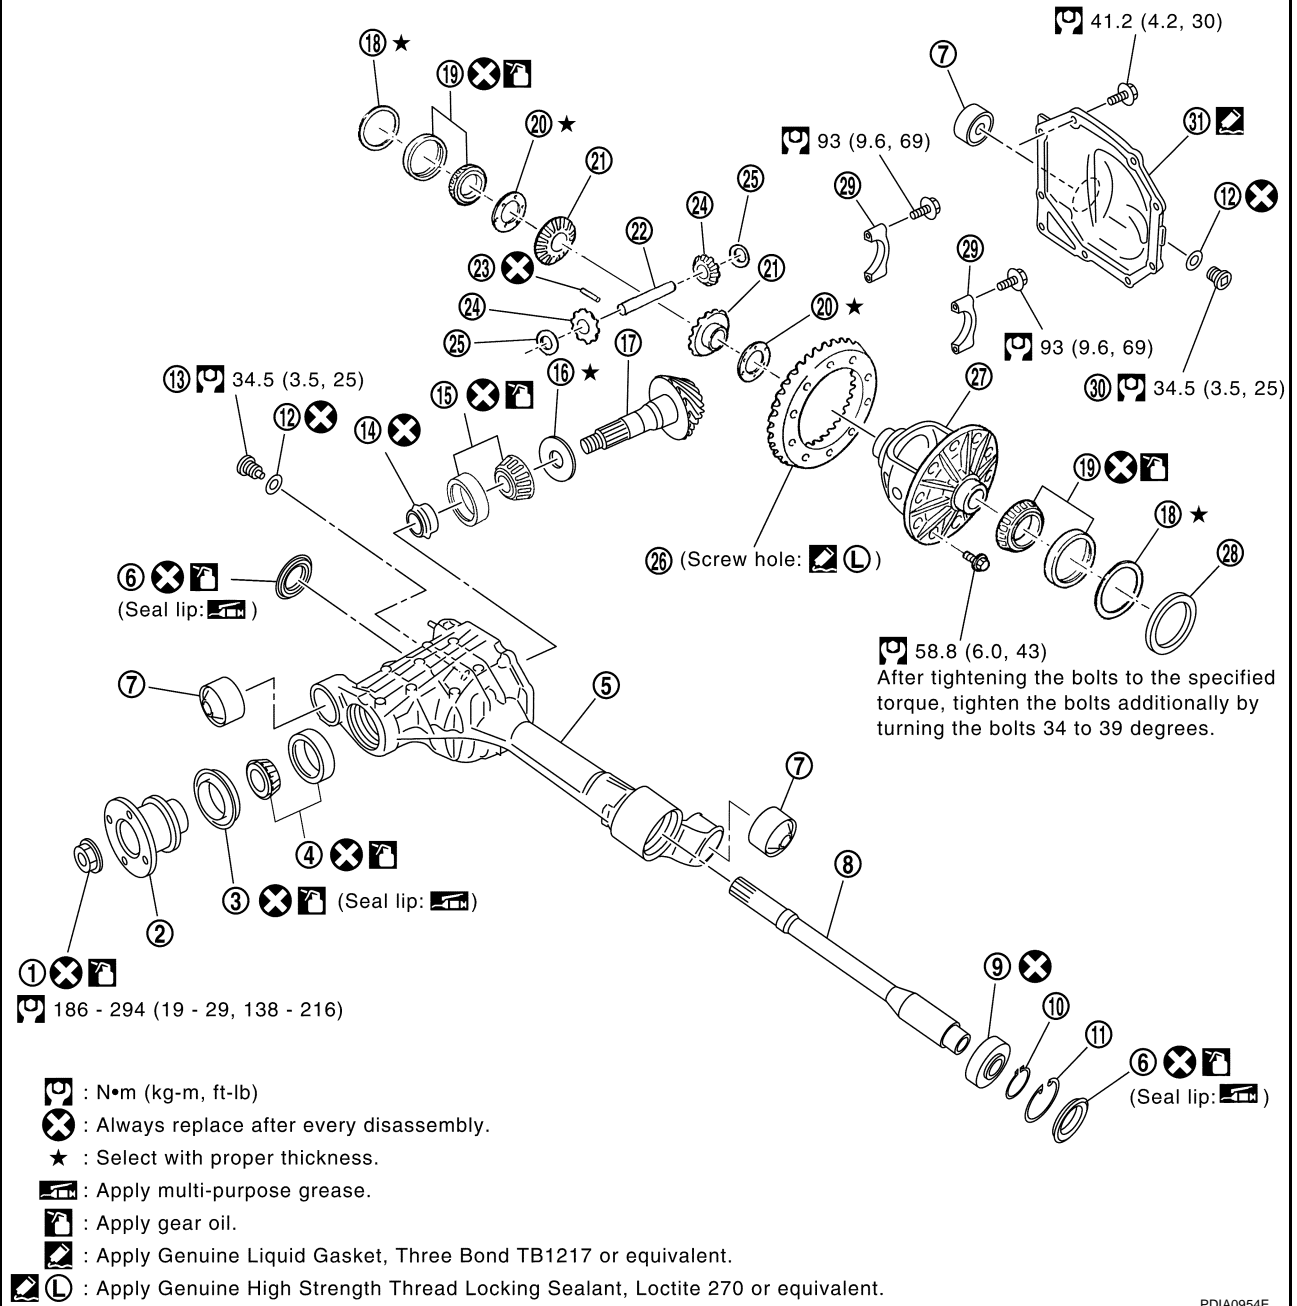 41.2 (4.2, 30)
⑱ ★
⑦
⑲
⑳ ★
㉛
93 (9.6, 69)
㉑
㉕
㉙
⑫
㉔
㉒
㉓
㉙
㉑
㉔
⑳ ★
㉕
⑰
93 (9.6, 69)
⑬ 34.5 (3.5, 25)
⑯ ★
㉗
㉚ 34.5 (3.5, 25)
⑮
⑫
⑭
⑲
⑱ ★
㉖ (Screw hole: L )
㉘
⑥
(Seal lip: )
58.8 (6.0, 43)
After tightening the bolts to the specified
torque, tighten the bolts additionally by
turning the bolts 34 to 39 degrees.
⑦
⑤
⑦
④
⑧
③ (Seal lip: )
②
① 
186 - 294 (19 - 29, 138 - 216)
⑨
⑩
⑪
⑥
(Seal lip: )
: N•m (kg-m, ft-lb)
: Always replace after every disassembly.
★ : Select with proper thickness.
: Apply multi-purpose grease.
: Apply gear oil.
: Apply Genuine Liquid Gasket, Three Bond TB1217 or equivalent.
L : Apply Genuine High Strength Thread Locking Sealant, Loctite 270 or equivalent.
PDIA0954E